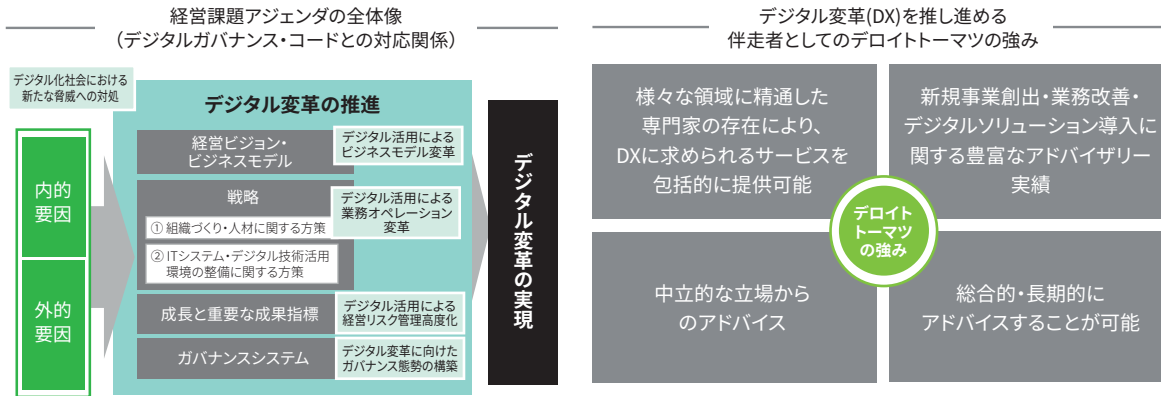 経営課題アジェンダの全体像
（デジタルガバナンス・コードとの対応関係）
デジタル化社会における
新たな脅威への対処
内的
要因
外的
要因
デジタル変革の推進
経営ビジョン・
ビジネスモデル
デジタル活用による
ビジネスモデル変革
戦略
① 組織づくり・人材に関する方策
② ITシステム・デジタル技術活用
環境の整備に関する方策
デジタル活用による
業務オペレーション
変革
成長と重要な成果指標
デジタル活用による
経営リスク管理高度化
ガバナンスシステム
デジタル変革に向けた
ガバナンス態勢の構築
デジタル変革の実現
デジタル変革(DX)を推し進める
伴走者としてのデロイトトーマツの強み
様々な領域に精通した
専門家の存在により、
DXに求められるサービスを
包括的に提供可能
新規事業創出・業務改善・
デジタルソリューション導入に
関する豊富なアドバイザリー
実績
デロイト
トーマツ
の強み
中立的な立場から
のアドバイス
総合的・長期的に
アドバイスすることが可能